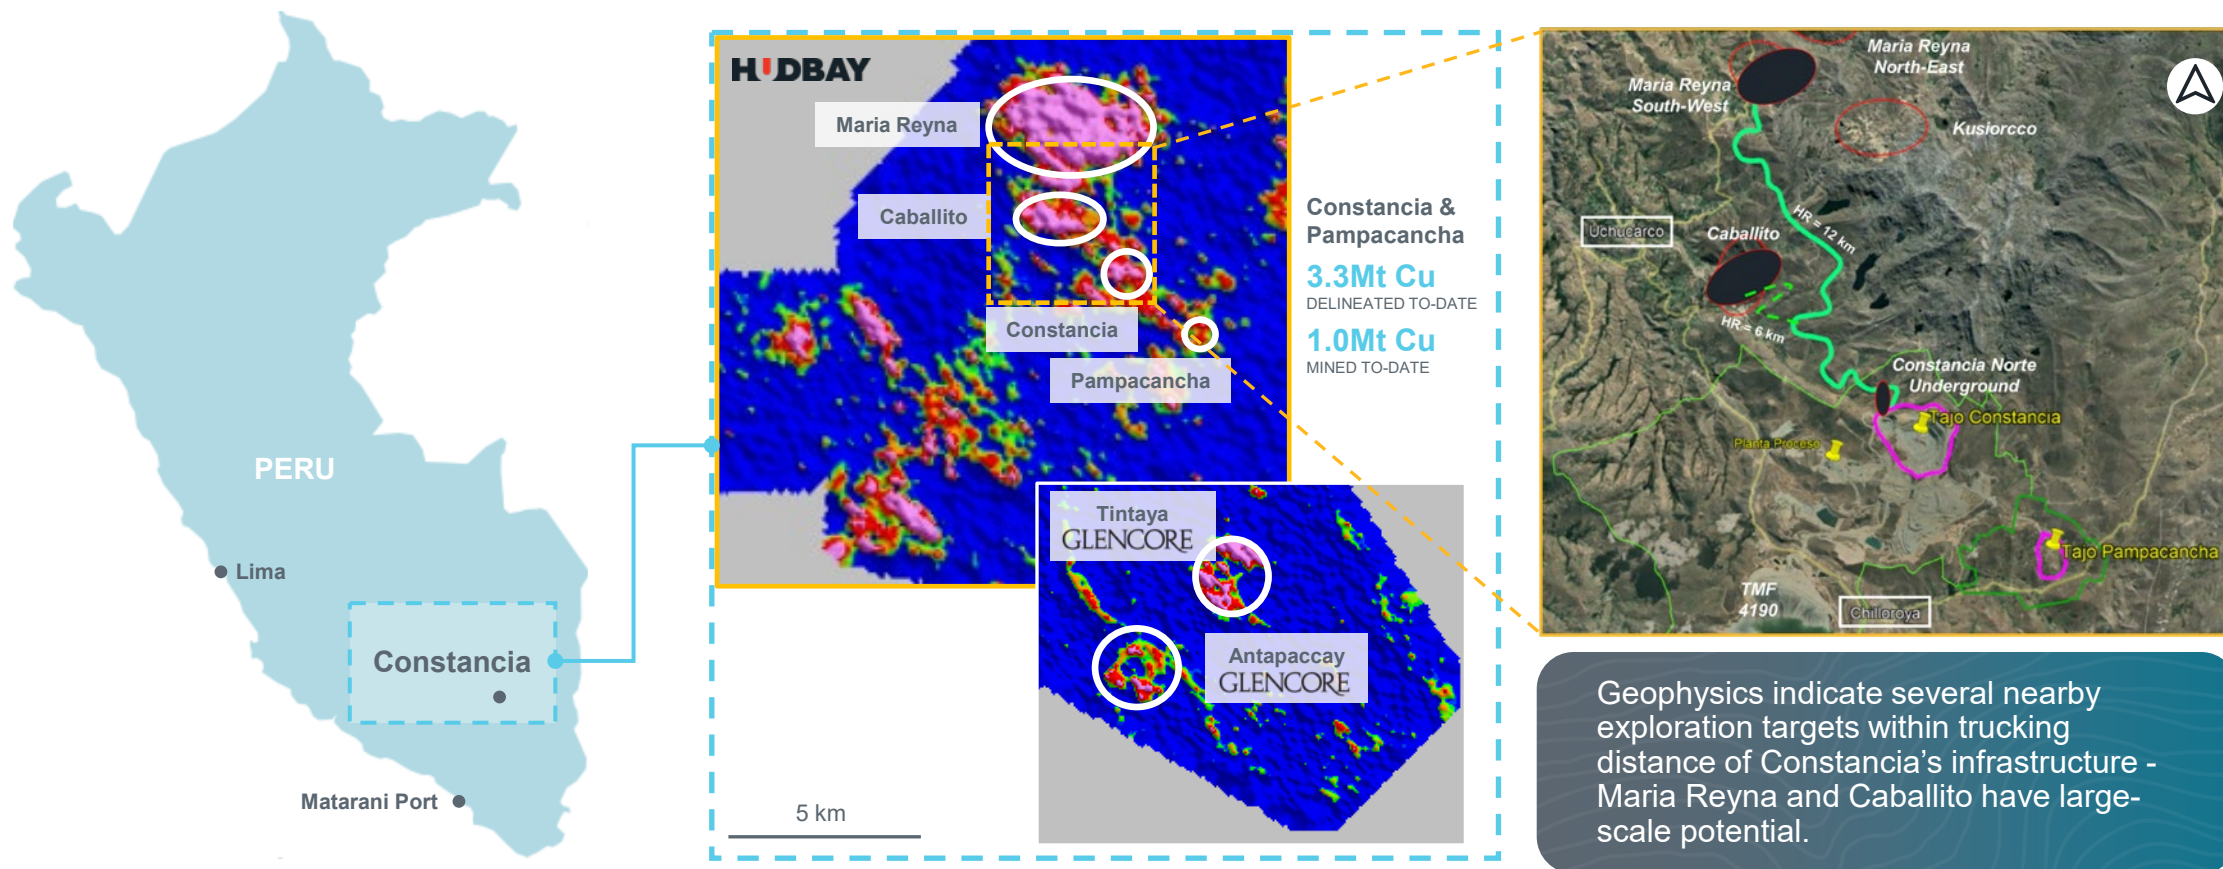 PERU
Lima
Constancia
Matarani Port
HUDBAY
Maria Reyna
Caballito
Constancia
Pampacancha
Tintaya
GLENCORE
Antapaccay
GLENCORE
5 km
Constancia &
Pampacancha
3.3Mt Cu
DELINEATED TO-DATE
1.0Mt Cu
MINED TO-DATE
Maria Reyna
North-East
Maria Reyna
South-West
Kusiorcco
HR = 12 km
Uchucarco
Caballito
HR = 6 km
Constancia Norte
Underground
Tajo Constancia
Planta Proceso
Tajo Pampacancha
TMF
4190
Chilloroya
Geophysics indicate several nearby
exploration targets within trucking
distance of Constancia’s infrastructure -
Maria Reyna and Caballito have large-
scale potential.